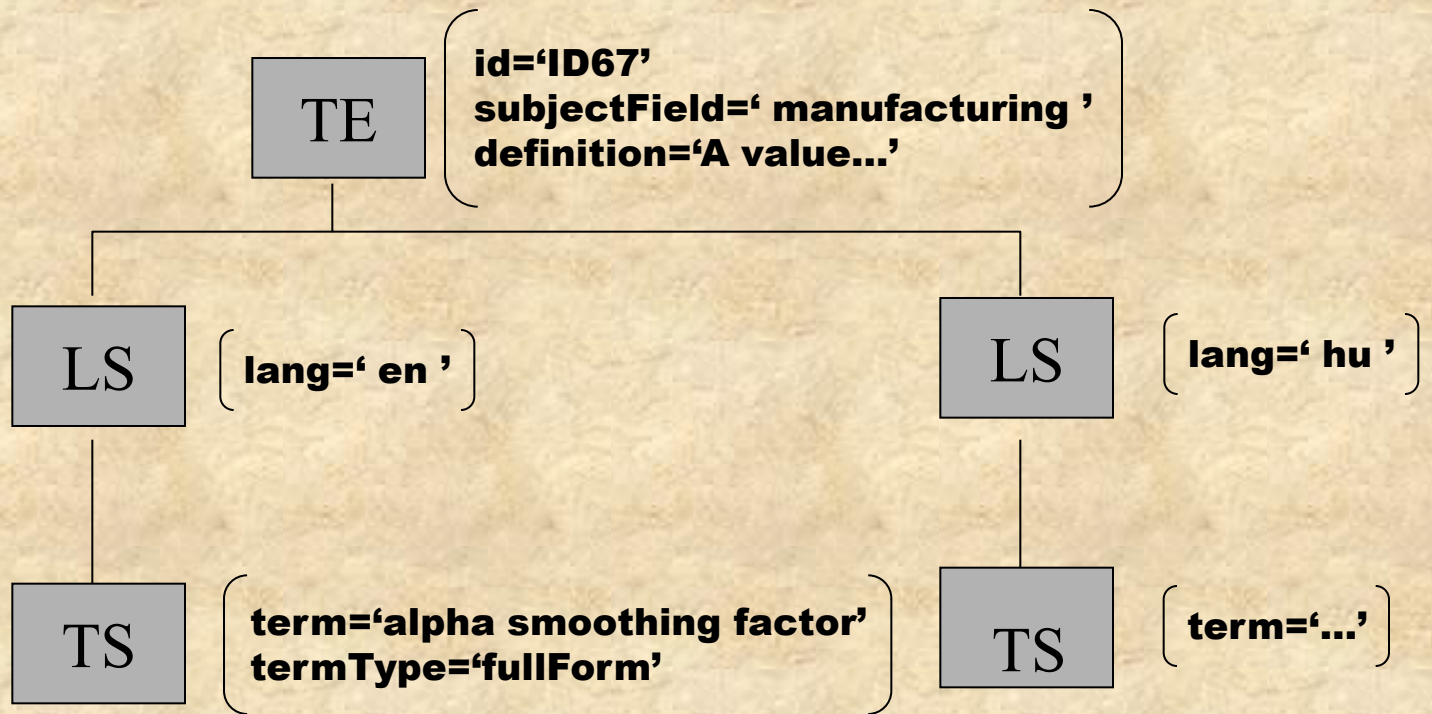 TE
id=‘ID67’
subjectField=‘ manufacturing ’
definition=‘A value…’
LS
lang=‘ en ’
LS
lang=‘ hu ’
TS
term=‘alpha smoothing factor’
termType=‘fullForm’
TS
term=‘…’